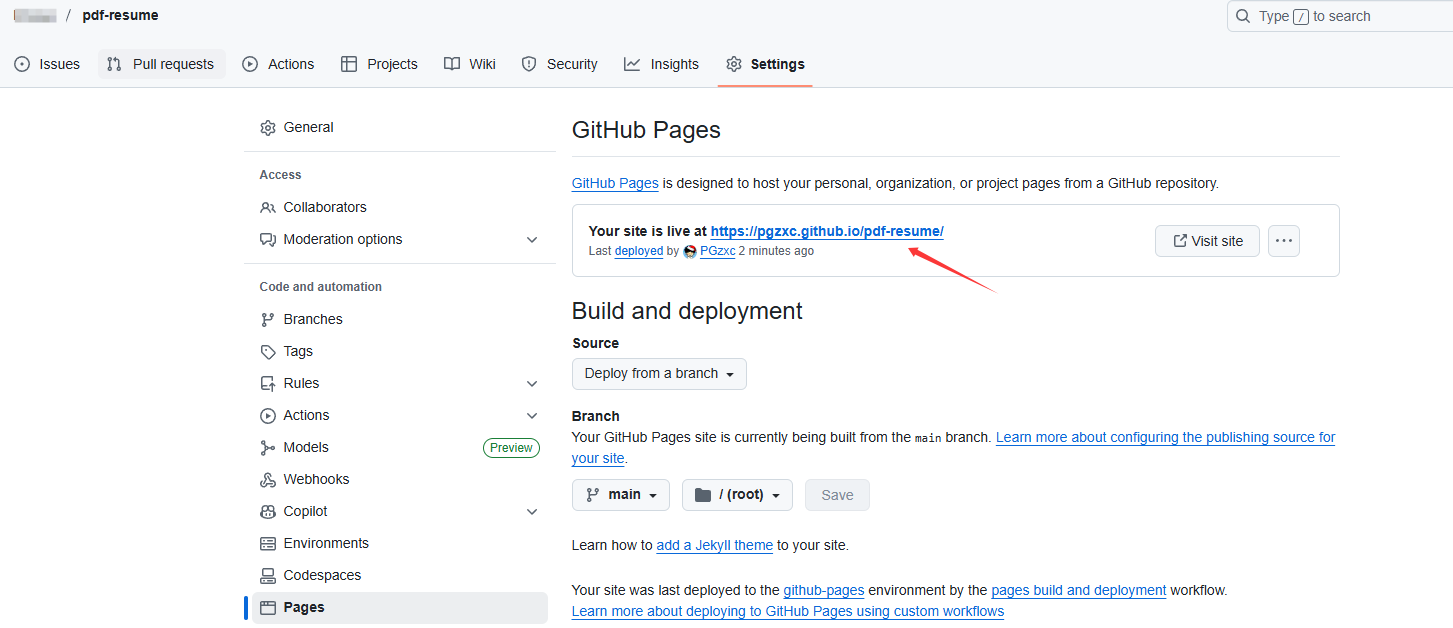 / pdf-resume
Type / to search
Issues Pull requests Actions Projects Wiki Security Insights Settings
General
Access
Collaborators
Moderation options
Code and automation
Branches
Tags
Rules
Actions
Models Preview
Webhooks
Copilot
Environments
Codespaces
Pages
GitHub Pages
GitHub Pages is designed to host your personal, organization, or project pages from a GitHub repository.
Your site is live at https://pgzxc.github.io/pdf-resume/
Last deployed by PGzxc 2 minutes ago
Visit site
Build and deployment
Source
Deploy from a branch
Branch
Your GitHub Pages site is currently being built from the main branch. Learn more about configuring the publishing source for
your site.
main / (root) Save
Learn how to add a Jekyll theme to your site.
Your site was last deployed to the github-pages environment by the pages build and deployment workflow.
Learn more about deploying to GitHub Pages using custom workflows